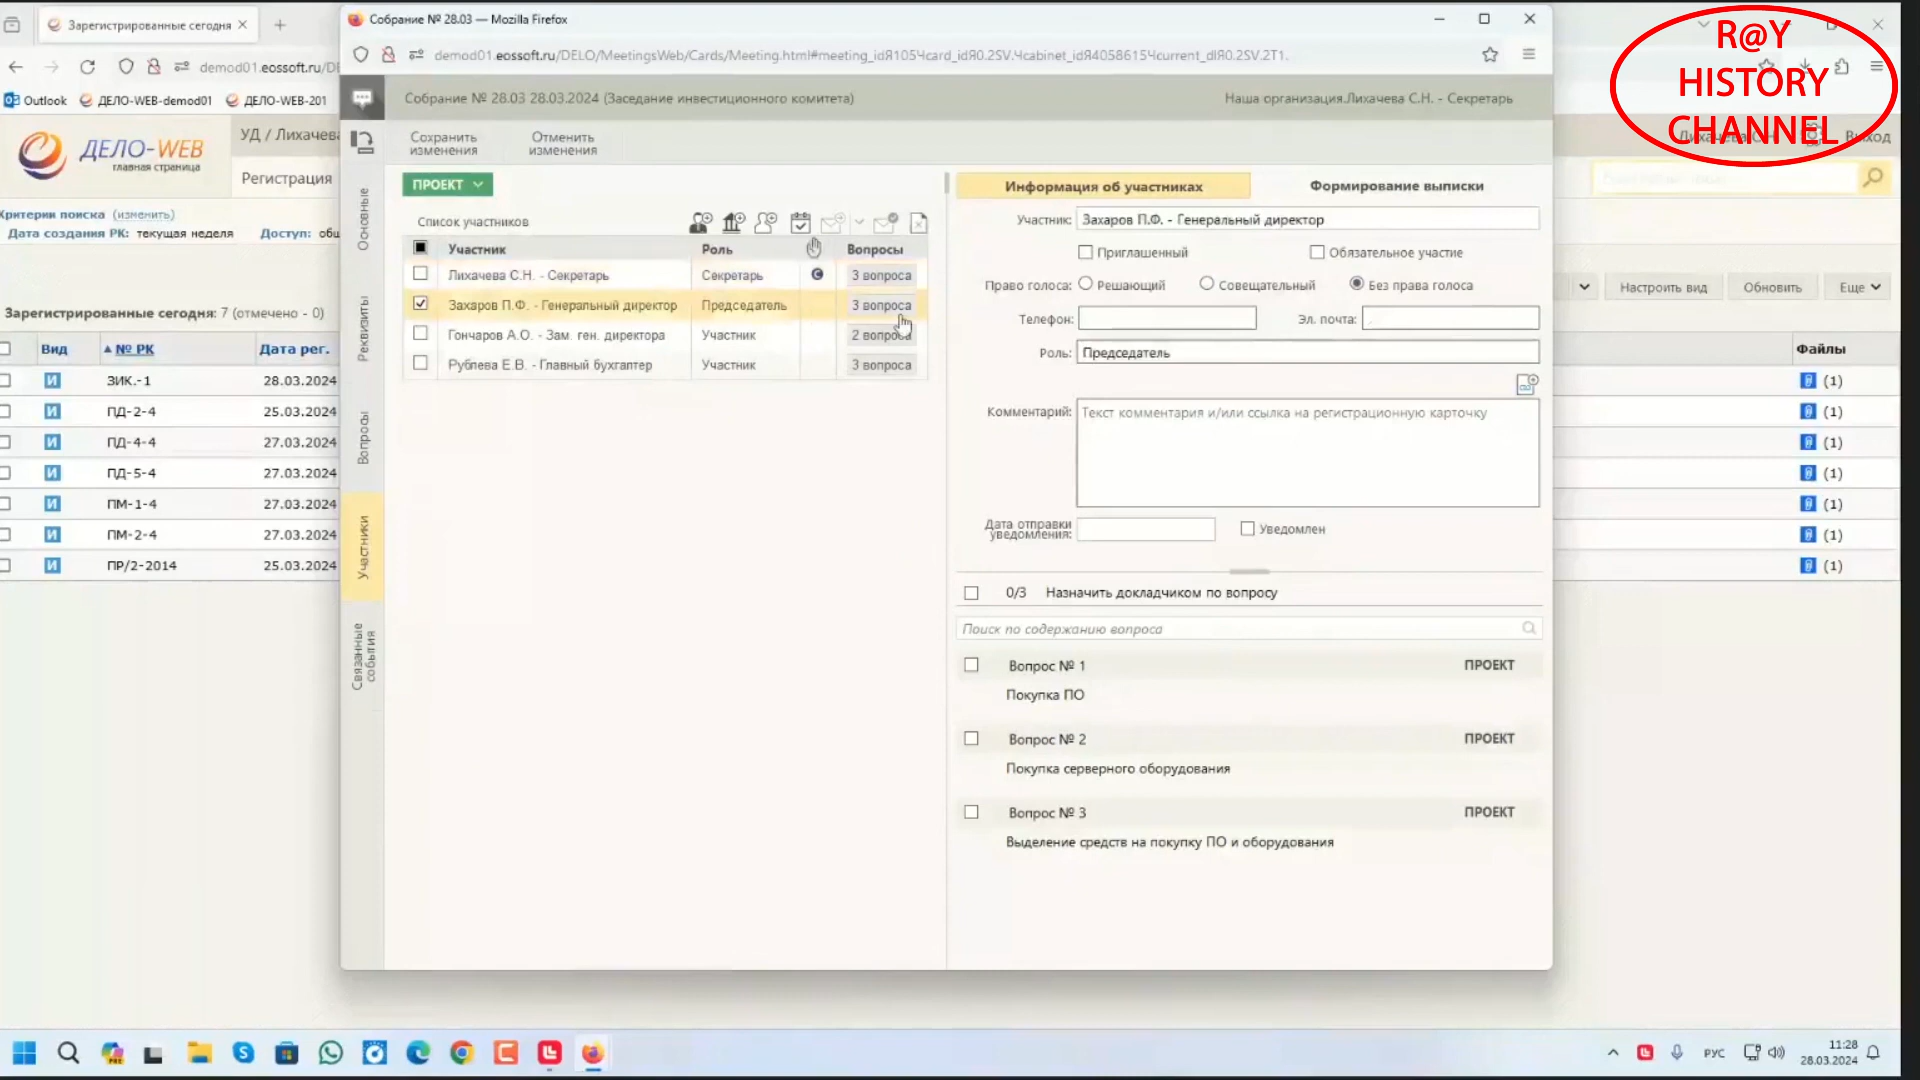 Зарегистрированные сегодня
demod01.eossoft.ru/DE
Outlook ДЕЛО-WEB-demod01 ДЕЛО-WEB-201
ДЕЛО-WEB
главная страница
УД / Лихачева
Регистрация
Критерии поиска (изменить)
Дата создания РК: текущая неделя Доступ: общ
Зарегистрированные сегодня: 7 (отмечено - 0)
Вид № РК Дата рег.
И ЗИК.-1 28.03.2024
И ПД-2-4 25.03.2024
И ПД-4-4 27.03.2024
И ПД-5-4 27.03.2024
И ПМ-1-4 27.03.2024
И ПМ-2-4 27.03.2024
И ПР/2-2014 25.03.2024
Собрание № 28.03 — Mozilla Firefox
demod01.eossoft.ru/DELO/MeetingsWeb/Cards/Meeting.html#meeting_idЯ105Чcard_idЯ0.2SV.Чcabinet_idЯ4058615Чcurrent_dlЯ0.2SV.2T1.
Собрание № 28.03 28.03.2024 (Заседание инвестиционного комитета)
Наша организация.Лихачева С.Н. - Секретарь
Сохранить изменения
Отменить изменения
Основные
Реквизиты
Вопросы
Участники
Связанные события
ПРОЕКТ
Список участников
Участник Роль Вопросы
Лихачева С.Н. - Секретарь Секретарь 3 вопроса
Захаров П.Ф. - Генеральный директор Председатель 3 вопроса
Гончаров А.О. - Зам. ген. директора Участник 2 вопроса
Рублева Е.В. - Главный бухгалтер Участник 3 вопроса
Информация об участниках
Формирование выписки
Участник: Захаров П.Ф. - Генеральный директор
Приглашенный Обязательное участие
Право голоса: Решающий Совещательный Без права голоса
Телефон: Эл. почта:
Роль: Председатель
Комментарий: Текст комментария и/или ссылка на регистрационную карточку
Дата отправки уведомления: Уведомлен
0/3 Назначить докладчиком по вопросу
Поиск по содержанию вопроса
Вопрос № 1 ПРОЕКТ
Покупка ПО
Вопрос № 2 ПРОЕКТ
Покупка серверного оборудования
Вопрос № 3 ПРОЕКТ
Выделение средств на покупку ПО и оборудования
R@Y
HISTORY
CHANNEL
Выход
Настроить вид Обновить Еще
Файлы
(1)
(1)
(1)
(1)
(1)
(1)
(1)
РУС
11:28
28.03.2024